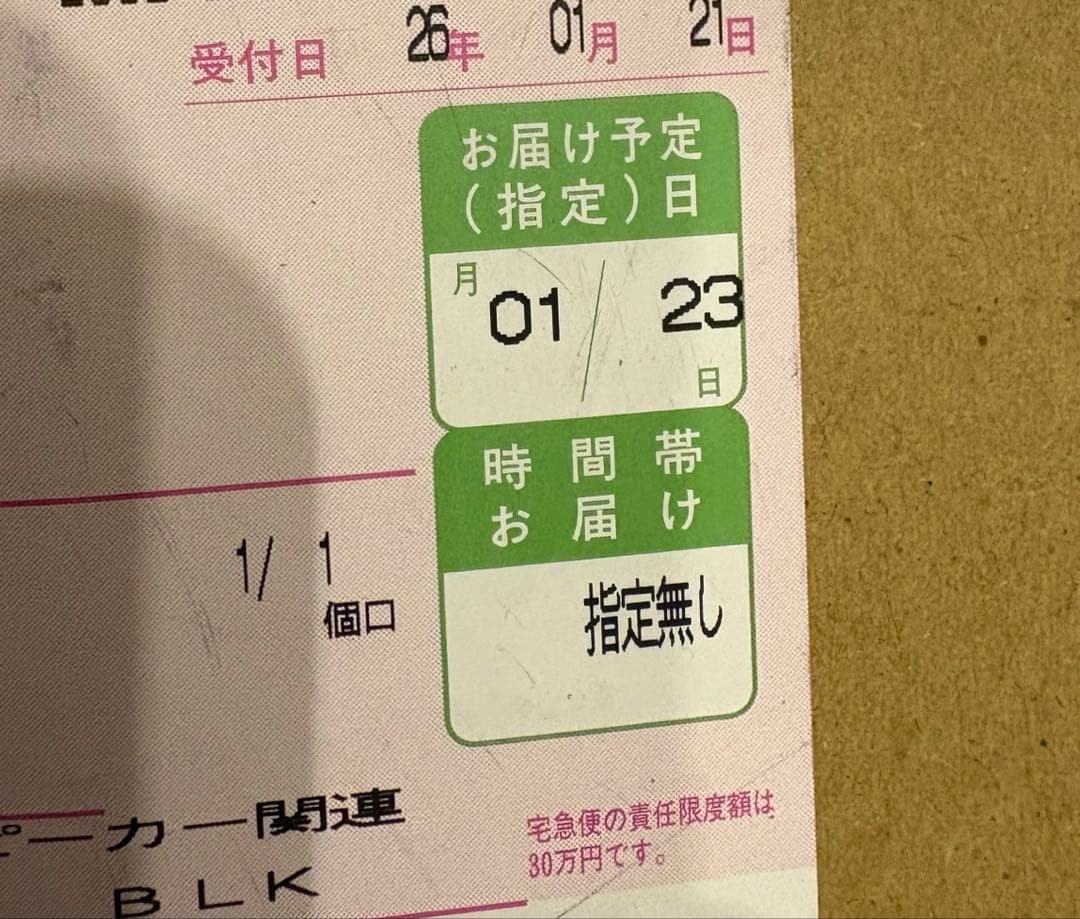 受付日 26年 01月 21日
お届け予定
(指定)日
月 01 / 23
日
時間帯
お届け
指定無し
1/ 1
個口
ーカー関連
BLK
宅急便の責任限度額は
30万円です。